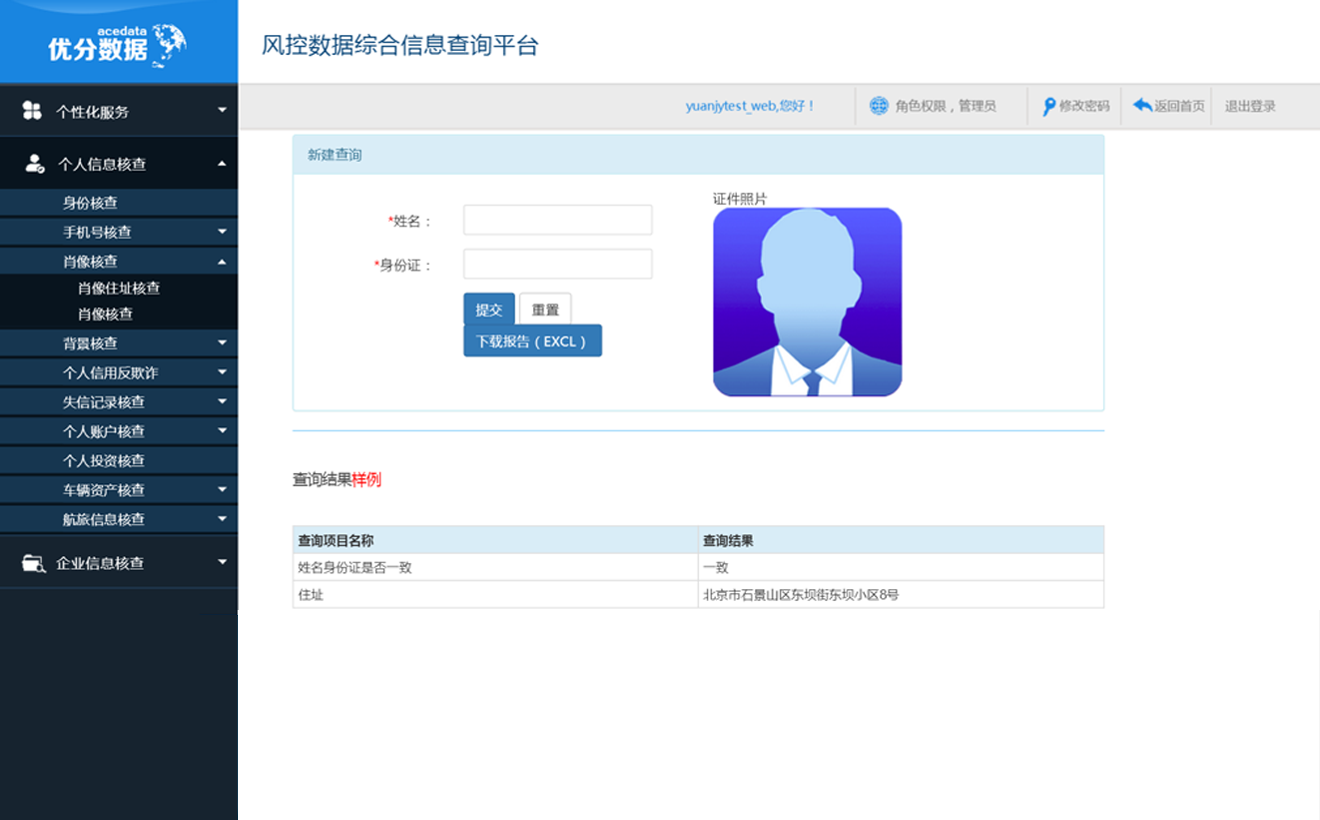 acedata
优分数据
风控数据综合信息查询平台
yuanjytest_web,您好！
角色权限，管理员
修改密码
返回首页
退出登录
个性化服务
个人信息核查
身份核查
手机号核查
肖像核查
肖像住址核查
肖像核查
背景核查
个人信用反欺诈
失信记录核查
个人账户核查
个人投资核查
车辆资产核查
航旅信息核查
企业信息核查
新建查询
*姓名：
*身份证：
提交
重置
下载报告（EXCL ）
证件照片
查询结果样例
查询项目名称 查询结果
姓名身份证是否一致 一致
住址 北京市石景山区东坝街东坝小区8号